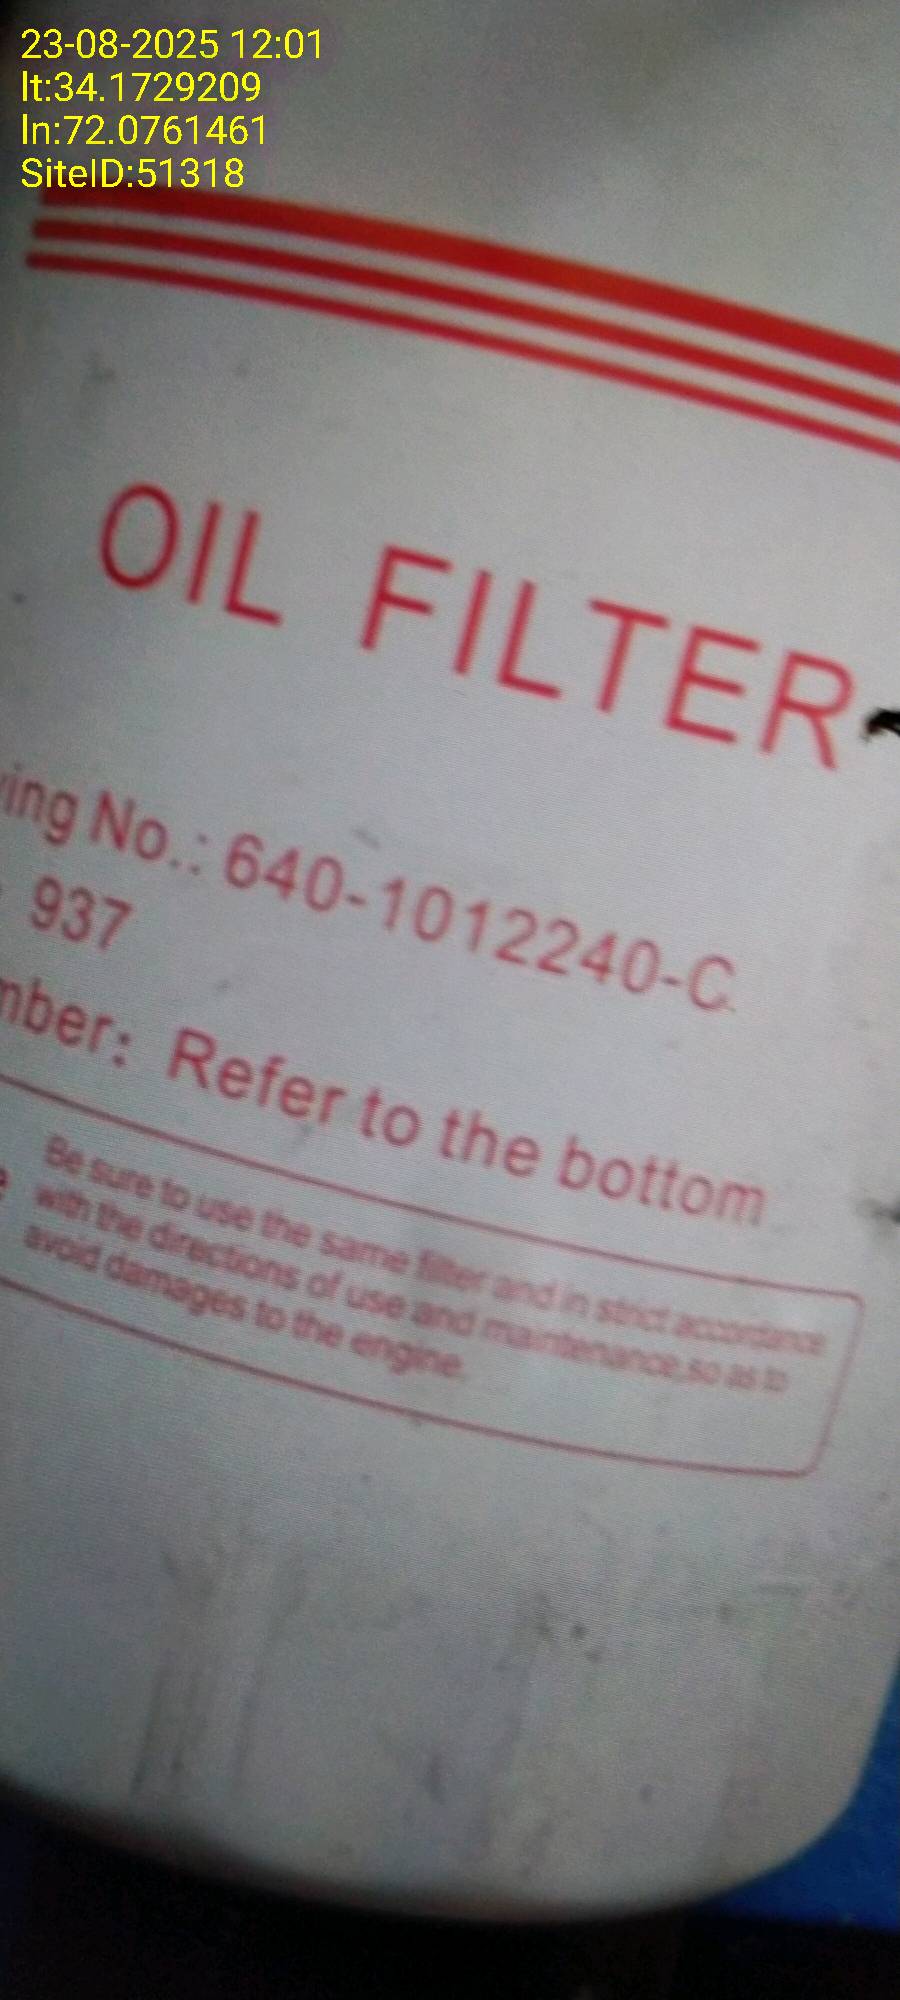 23-08-2025 12:01
lt:34.1729209
ln:72.0761461
SiteID:51318
OIL FILTER
ving No.: 640-1012240-C
937
mber: Refer to the bottom
e
Be sure to use the same filter and in strict accordance
with the directions of use and maintenance,so as to
avoid damages to the engine.